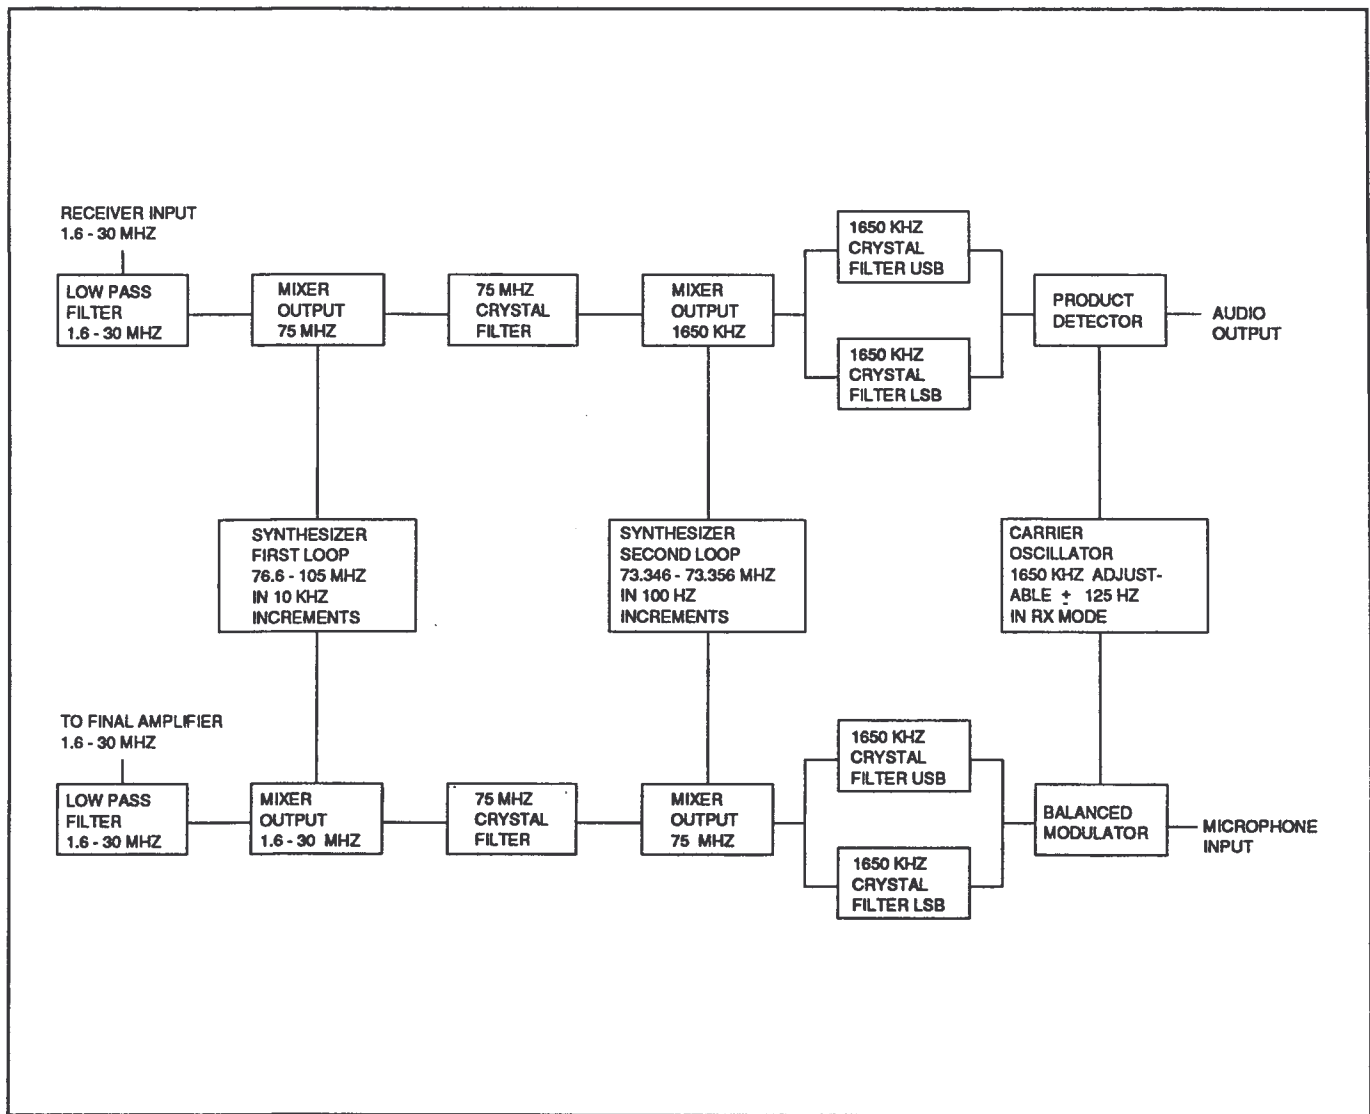 RECEIVER INPUT
1.6 - 30 MHZ
LOW PASS
FILTER
1.6 - 30 MHZ
MIXER
OUTPUT
75 MHZ
75 MHZ
CRYSTAL
FILTER
MIXER
OUTPUT
1650 KHZ
1650 KHZ
CRYSTAL
FILTER USB
1650 KHZ
CRYSTAL
FILTER LSB
PRODUCT
DETECTOR
AUDIO
OUTPUT
SYNTHESIZER
FIRST LOOP
76.6 - 105 MHZ
IN 10 KHZ
INCREMENTS
SYNTHESIZER
SECOND LOOP
73.346 - 73.356 MHZ
IN 100 HZ
INCREMENTS
CARRIER
OSCILLATOR
1650 KHZ ADJUST-
ABLE ± 125 HZ
IN RX MODE
TO FINAL AMPLIFIER
1.6 - 30 MHZ
LOW PASS
FILTER
1.6 - 30 MHZ
MIXER
OUTPUT
1.6 - 30 MHZ
75 MHZ
CRYSTAL
FILTER
MIXER
OUTPUT
75 MHZ
1650 KHZ
CRYSTAL
FILTER USB
1650 KHZ
CRYSTAL
FILTER LSB
BALANCED
MODULATOR
MICROPHONE
INPUT